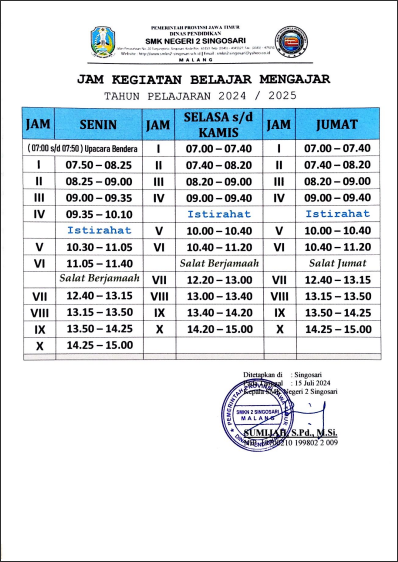 PEMERINTAH PROVINSI JAWA TIMUR
DINAS PENDIDIKAN
SMK NEGERI 2 SINGOSARI
MALANG
JAM KEGIATAN BELAJAR MENGAJAR
TAHUN PELAJARAN 2024 / 2025
JAM SENIN JAM SELASA s/d KAMIS JAM JUMAT
( 07:00 s/d 07:50 ) Upacara Bendera I 07.00 – 07.40 I 07.00 – 07.40
I 07.50 – 08.25 II 07.40 – 08.20 II 07.40 – 08.20
II 08.25 – 09.00 III 08.20 – 09.00 III 08.20 – 09.00
III 09.00 – 09.35 IV 09.00 – 09.40 IV 09.00 – 09.40
IV 09.35 – 10.10 Istirahat Istirahat
Istirahat V 10.00 – 10.40 V 10.00 – 10.40
V 10.30 – 11.05 VI 10.40 – 11.20 VI 10.40 – 11.20
VI 11.05 – 11.40 Salat Berjamaah Salat Jumat
Salat Berjamaah VII 12.20 – 13.00 VII 12.40 – 13.15
VII 12.40 – 13.15 VIII 13.00 – 13.40 VIII 13.15 – 13.50
VIII 13.15 – 13.50 IX 13.40 – 14.20 IX 13.50 – 14.25
IX 13.50 – 14.25 X 14.20 – 15.00 X 14.25 – 15.00
X 14.25 – 15.00
Ditetapkan di : Singosari
: 15 Juli 2024
Kepala SMK Negeri 2 Singosari
SMKN 2 SINGOSARI
MALANG
SUMIJAH, S.Pd., M.Si.
199802 2 009